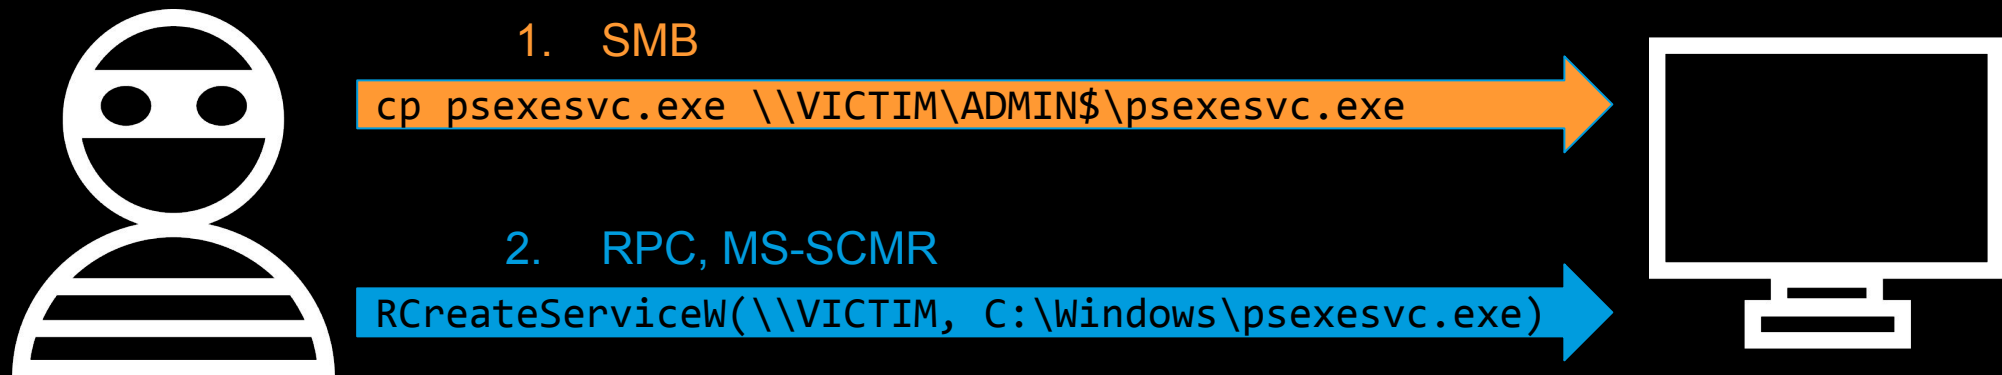 1. SMB
cp psexesvc.exe \\VICTIM\ADMIN$\psexesvc.exe
2. RPC, MS-SCMR
RCreateServiceW(\\VICTIM, C:\Windows\psexesvc.exe)